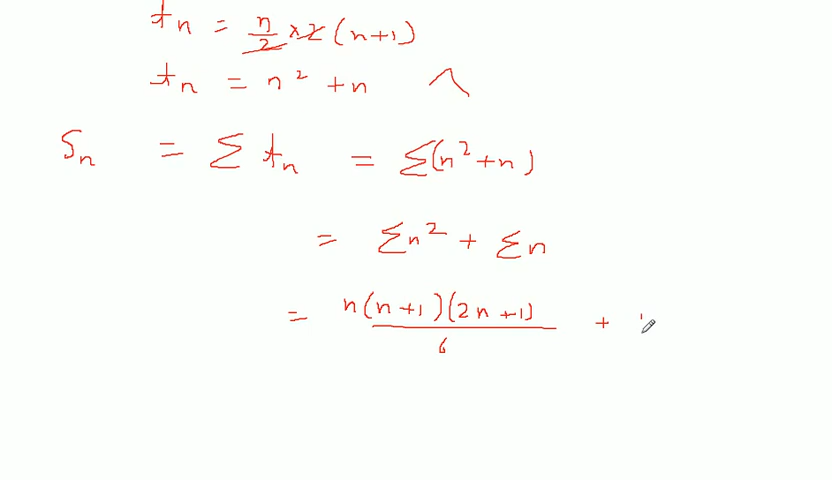 tn = n/2 x 2 (n+1)
tn = n² + n
Sn = Σ tn = Σ(n² + n)
= Σn² + Σn
= n(n+1)(2n+1)/6 +